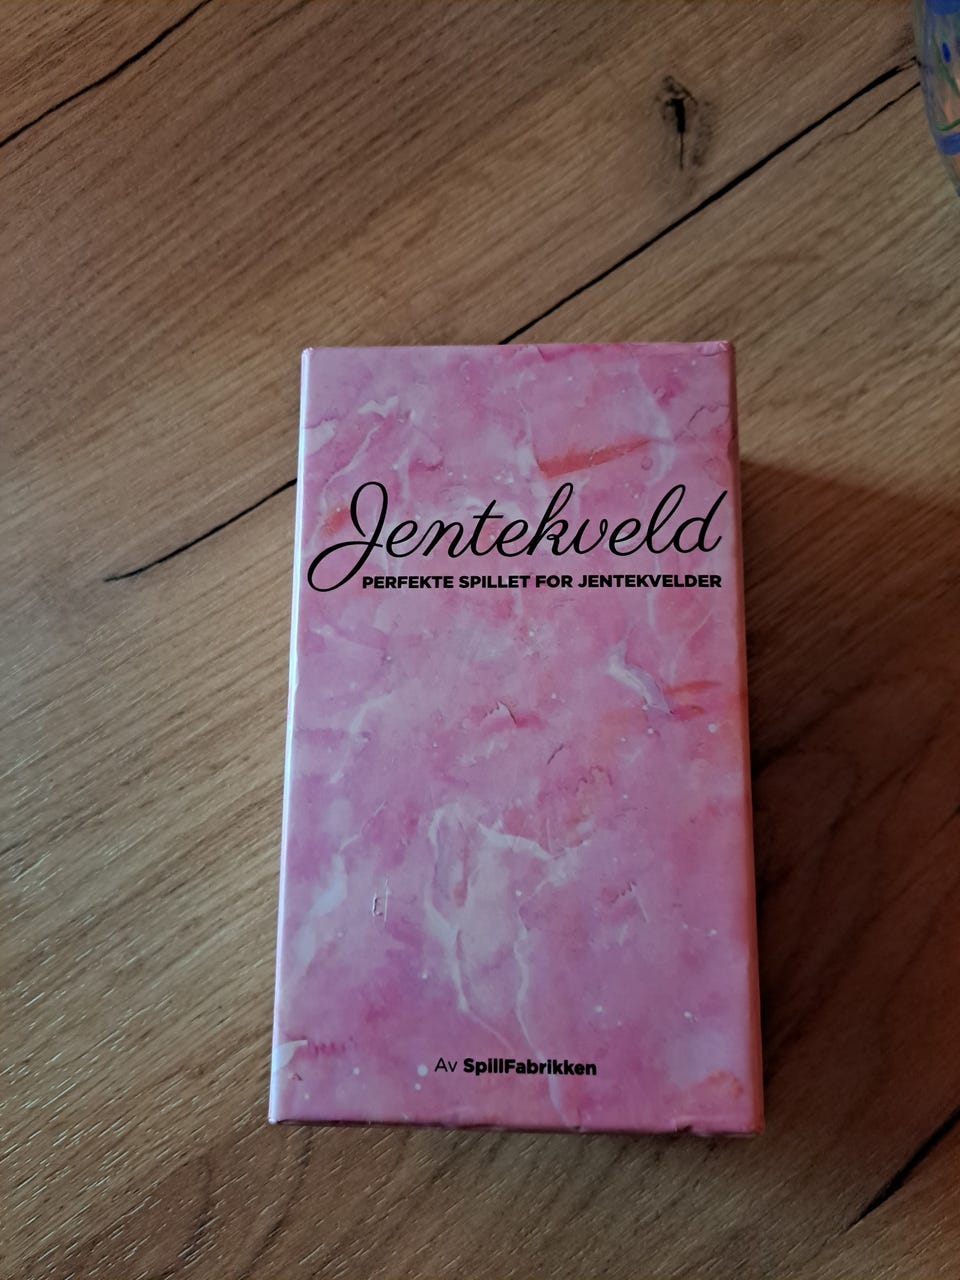 Jentekveld
PERFEKTE SPILLET FOR JENTEKVELDER
Av SpillFabrikken